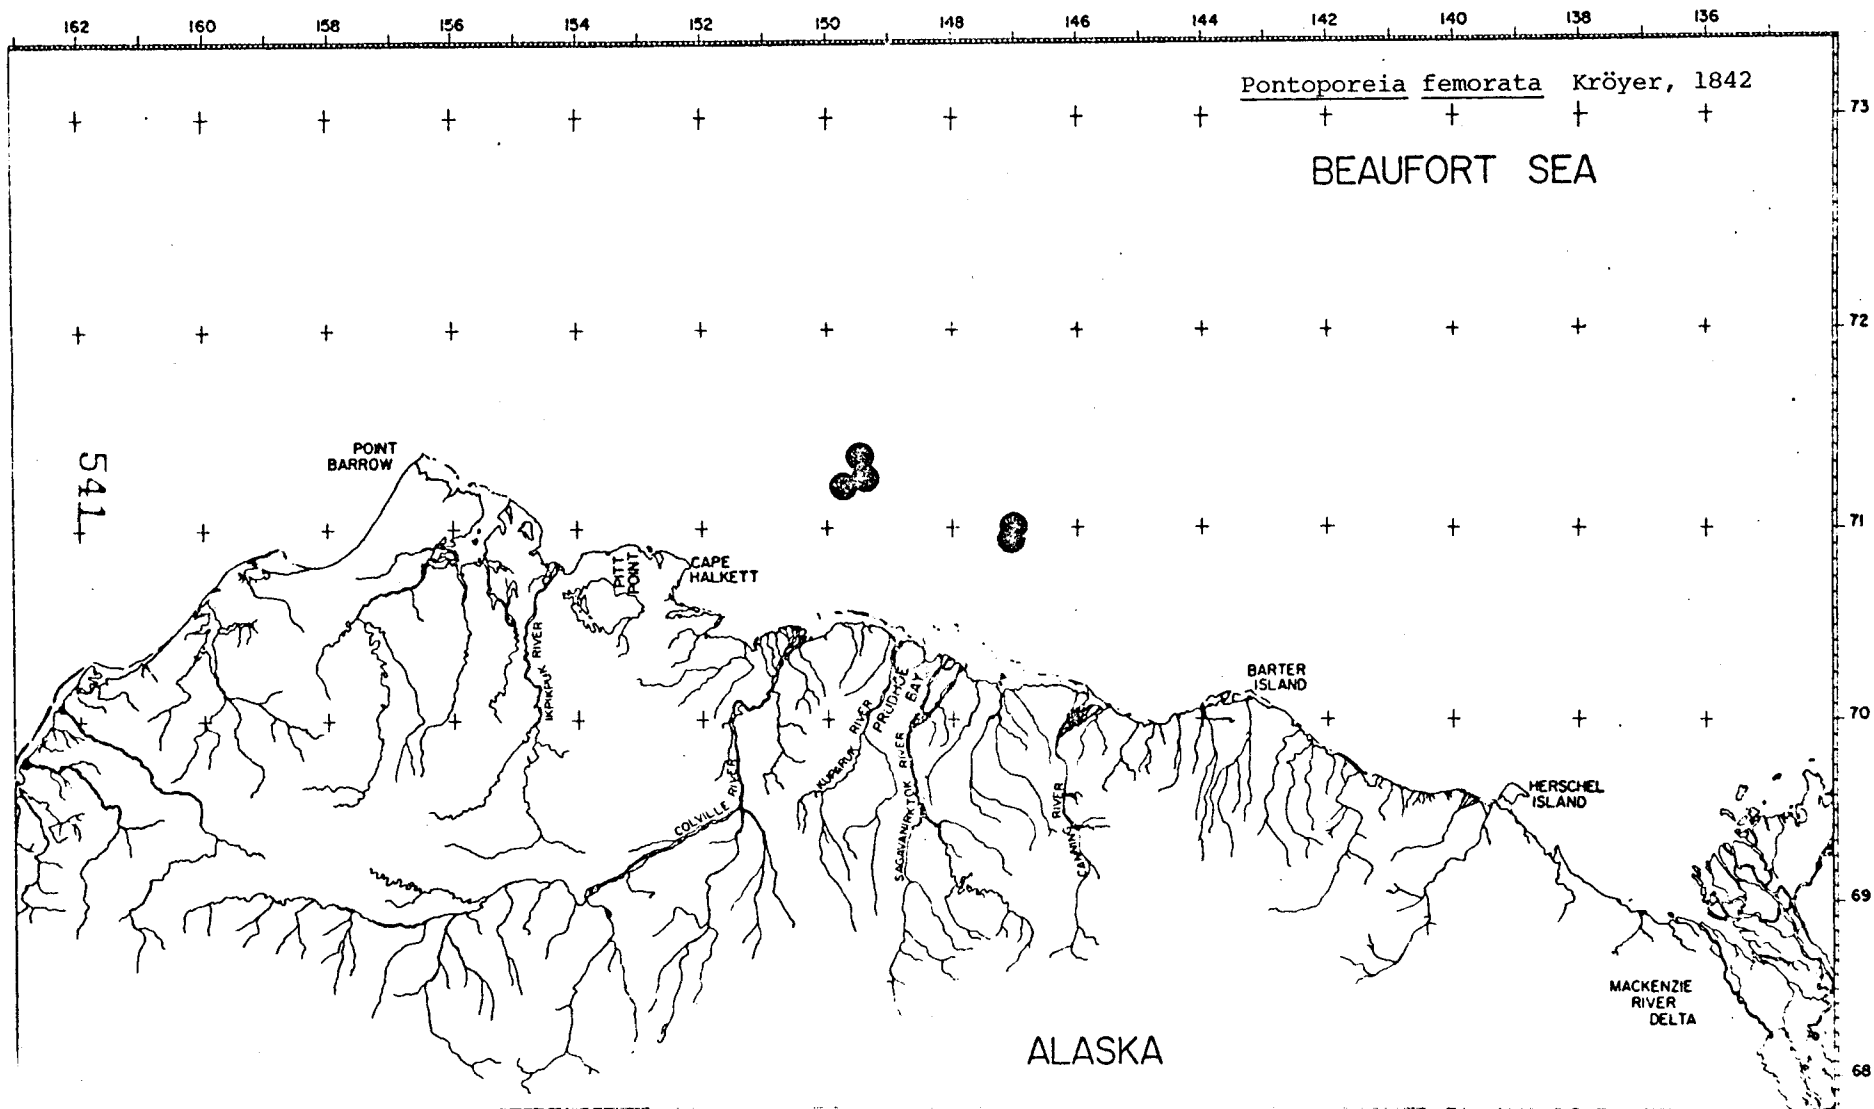 162 160 158 156 154 152 150 148 146 144 142 140 138 136
Pontoporeia femorata Kröyer, 1842
73
BEAUFORT SEA
72
POINT
BARROW
541
71
PITT
POINT
CAPE
HALKETT
IKPIKPUK RIVER
BARTER
ISLAND
PRUDHOE
BAY
70
KUPARUK RIVER
COLVILLE RIVER
SAGAVANIRKTOK RIVER
CANNING RIVER
HERSCHEL
ISLAND
69
MACKENZIE
RIVER
DELTA
ALASKA
68